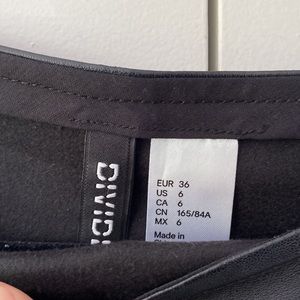 DIVID
EUR 36
US 6
CA 6
CN 165/84A
MX 6
Made in